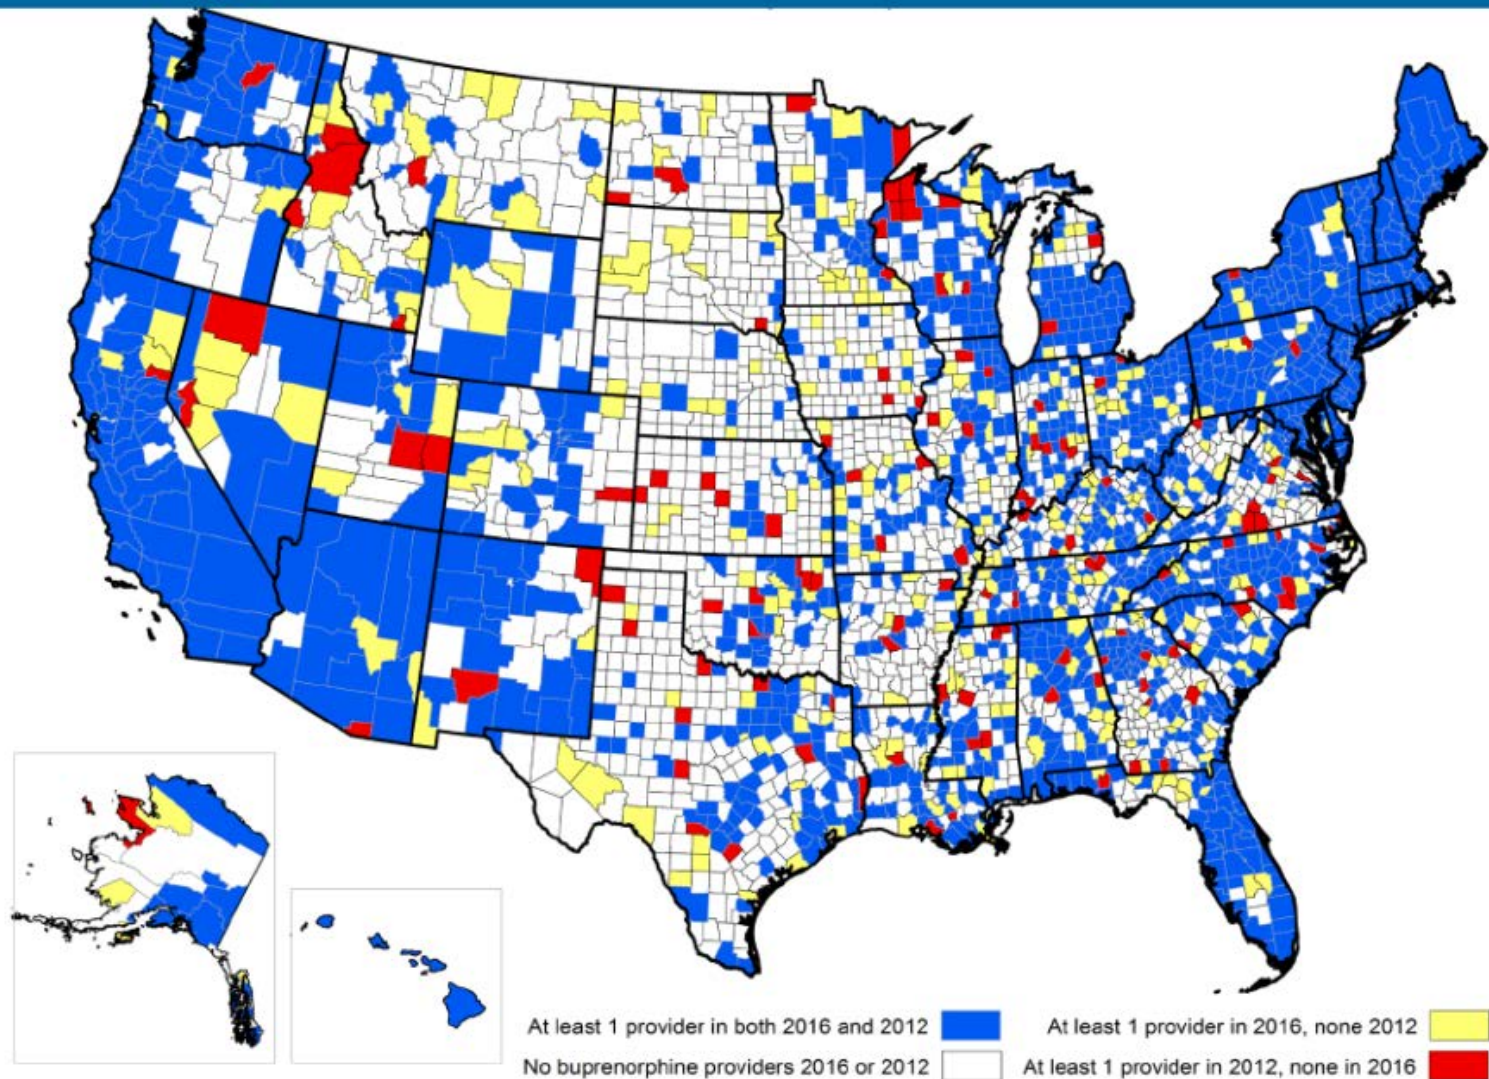 At least 1 provider in both 2016 and 2012
At least 1 provider in 2016, none 2012
No buprenorphine providers 2016 or 2012
At least 1 provider in 2012, none in 2016